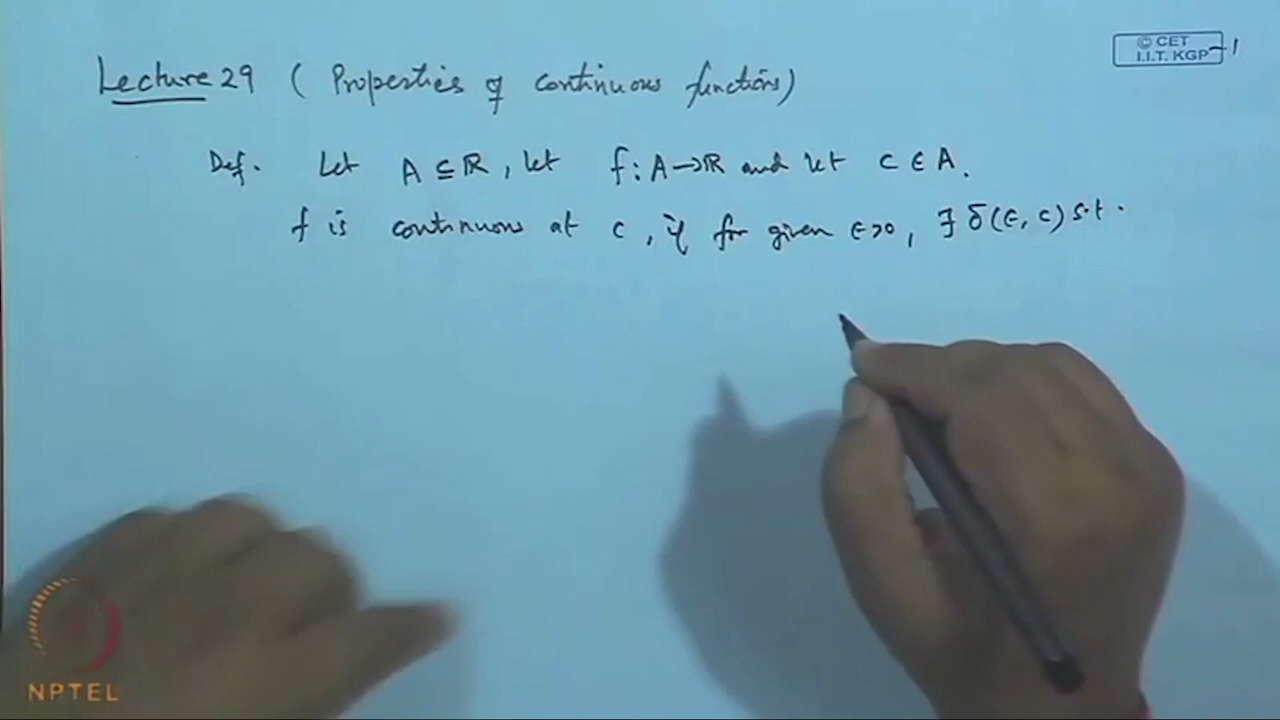 © CET
I.I.T. KGP -1
Lecture 29 ( Properties of continuous functions)
Def. Let A ⊆ ℝ, let f : A→ℝ and let c ∈ A.
f is continuous at c, if for given ε>0, ∃ δ(ε, c) s.t.
NPTEL